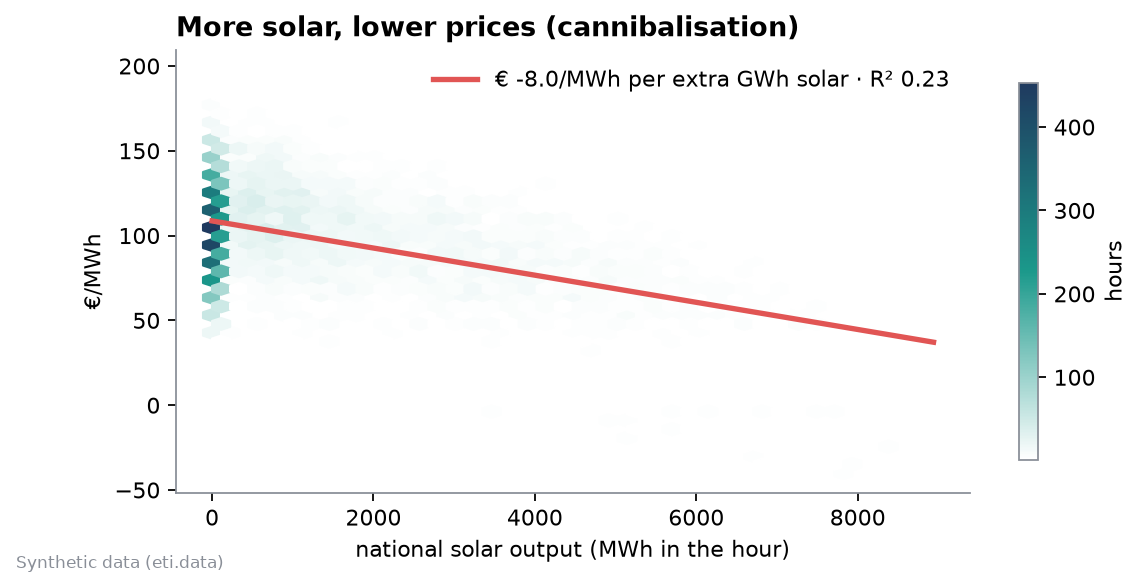 More solar, lower prices (cannibalisation)
€ -8.0/MWh per extra GWh solar · R² 0.23
200
150
100
50
0
−50
€/MWh
0 2000 4000 6000 8000
national solar output (MWh in the hour)
400
300
200
100
hours
Synthetic data (eti.data)